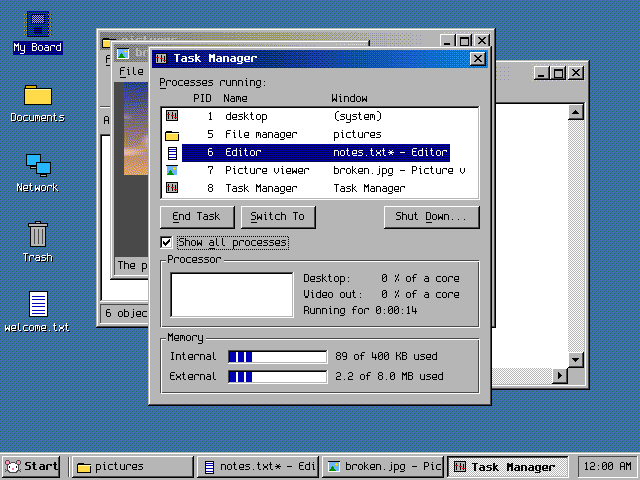 My Board
Documents
Network
Trash
welcome.txt
pictures
File
Task Manager
Processes running:
PID Name Window
1 desktop (system)
5 File manager pictures
6 Editor notes.txt* - Editor
7 Picture viewer broken.jpg - Picture v
8 Task Manager Task Manager
End Task
Switch To
Shut Down...
Show all processes
Processor
Desktop: 0 % of a core
Video out: 0 % of a core
Running for 0:00:14
Memory
Internal 89 of 400 KB used
External 2.2 of 8.0 MB used
The p
6 objec
Start
pictures
notes.txt* - Edi
broken.jpg - Pic
Task Manager
12:00 AM